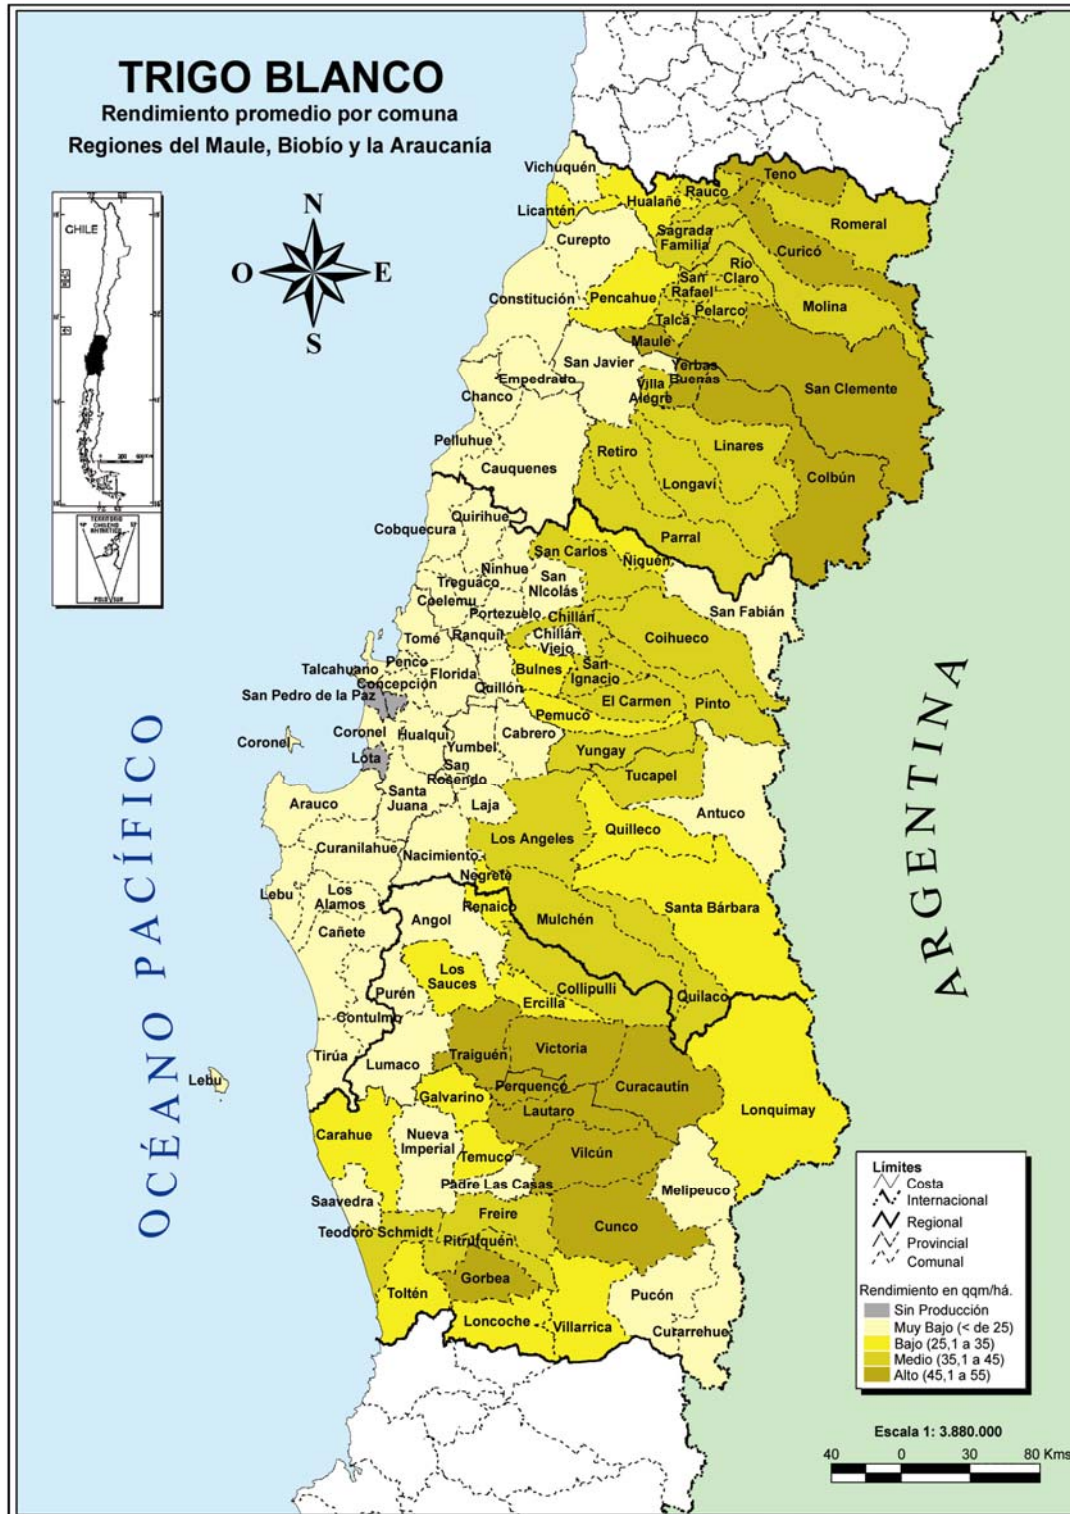 TRIGO BLANCO
Rendimiento promedio por comuna
Regiones del Maule, Biobío y la Araucanía
CHILE
TERRITORIO
CHILENO
ANTARTICO
POLO SUR
N
O
E
S
Vichuquén
Licantén
Hualañé
Rauco
Teno
Romeral
Sagrada
Familia
Curicó
Curepto
Río
Claro
San
Rafael
Constitución
Pencahue
Pelarco
Molina
Talca
Maule
San Javier
Yerbas
Buenas
Empedrado
Villa
Alegre
San Clemente
Chanco
Pelluhue
Cauquenes
Retiro
Linares
Longaví
Colbún
Parral
Cobquecura
Quirihue
San Carlos
Ñiquén
Ninhue
San
Nicolás
Treguaco
Coelemu
Portezuelo
San Fabián
Chillán
Tomé
Ranquil
Chillán
Viejo
Coihueco
Penco
Talcahuano
Concepción
Florida
Bulnes
San
Ignacio
San Pedro de la Paz
Quillón
El Carmen
Pinto
Pemuco
Coronel
Coronel
Hualqui
Cabrero
Yumbel
Yungay
Lota
San
Rosendo
Tucapel
Santa
Juana
Laja
Arauco
Antuco
Los Angeles
Quilleco
Curanilahue
Nacimiento
Negrete
Lebu
Los
Alamos
Renaico
Santa Bárbara
Angol
Mulchén
Cañete
Los
Sauces
Collipulli
Quilaco
Purén
Ercilla
Contulmo
Tirúa
Lumaco
Traiguén
Victoria
Lebu
Perquenco
Curacautín
Galvarino
Lautaro
Lonquimay
Carahue
Nueva
Imperial
Temuco
Vilcún
Padre Las Casas
Melipeuco
Saavedra
Freire
Teodoro Schmidt
Cunco
Pitrufquén
Gorbea
Toltén
Pucón
Loncoche
Villarrica
Curarrehue
OCÉANO PACÍFICO
ARGENTINA
Límites
Costa
Internacional
Regional
Provincial
Comunal
Rendimiento en qqm/há.
Sin Producción
Muy Bajo (< de 25)
Bajo (25,1 a 35)
Medio (35,1 a 45)
Alto (45,1 a 55)
Escala 1: 3.880.000
40 0 30 60 80 Kms